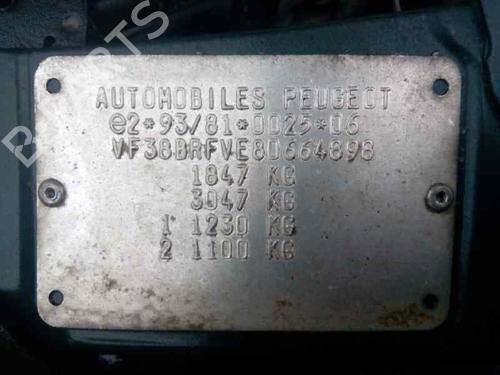 AUTOMOBILES PEUGEOT
e2*93/81*0025*06
VF38BRFVE80664898
1847 KG
3047 KG
1 1230 KG
2 1100 KG